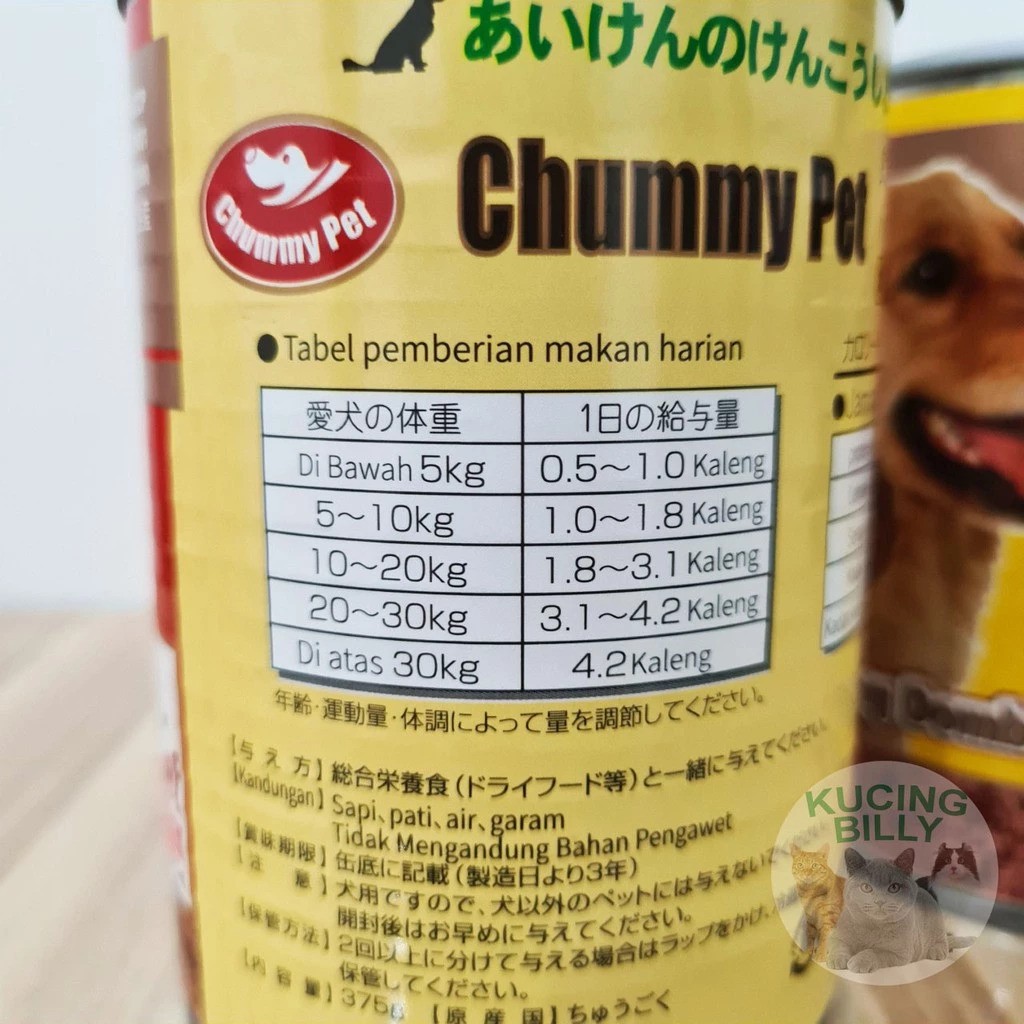 あいけんのけんこう
Chummy Pet
Chummy Pet
●Tabel pemberian makan harian
愛犬の体重 1日の給与量
Di Bawah 5kg 0.5～1.0 Kaleng
5～10kg 1.0～1.8 Kaleng
10～20kg 1.8～3.1 Kaleng
20～30kg 3.1～4.2 Kaleng
Di atas 30kg 4.2 Kaleng
年齢・運動量・体調によって量を調節してください。
【与え方】総合栄養食(ドライフード等)と一緒に与えてください。
【Kandungan】Sapi、pati、air、garam
Tidak Mengandung Bahan Pengawet
【賞味期限】缶底に記載(製造日より3年)
【注意】犬用ですので、犬以外のペットには与えない
開封後はお早めに与えてください。
【保管方法】2回以上に分けて与える場合はラップをかけ、
保管してください。
【内容量】375g 【原産国】ちゅうごく
カロリー
KUCING
BILLY